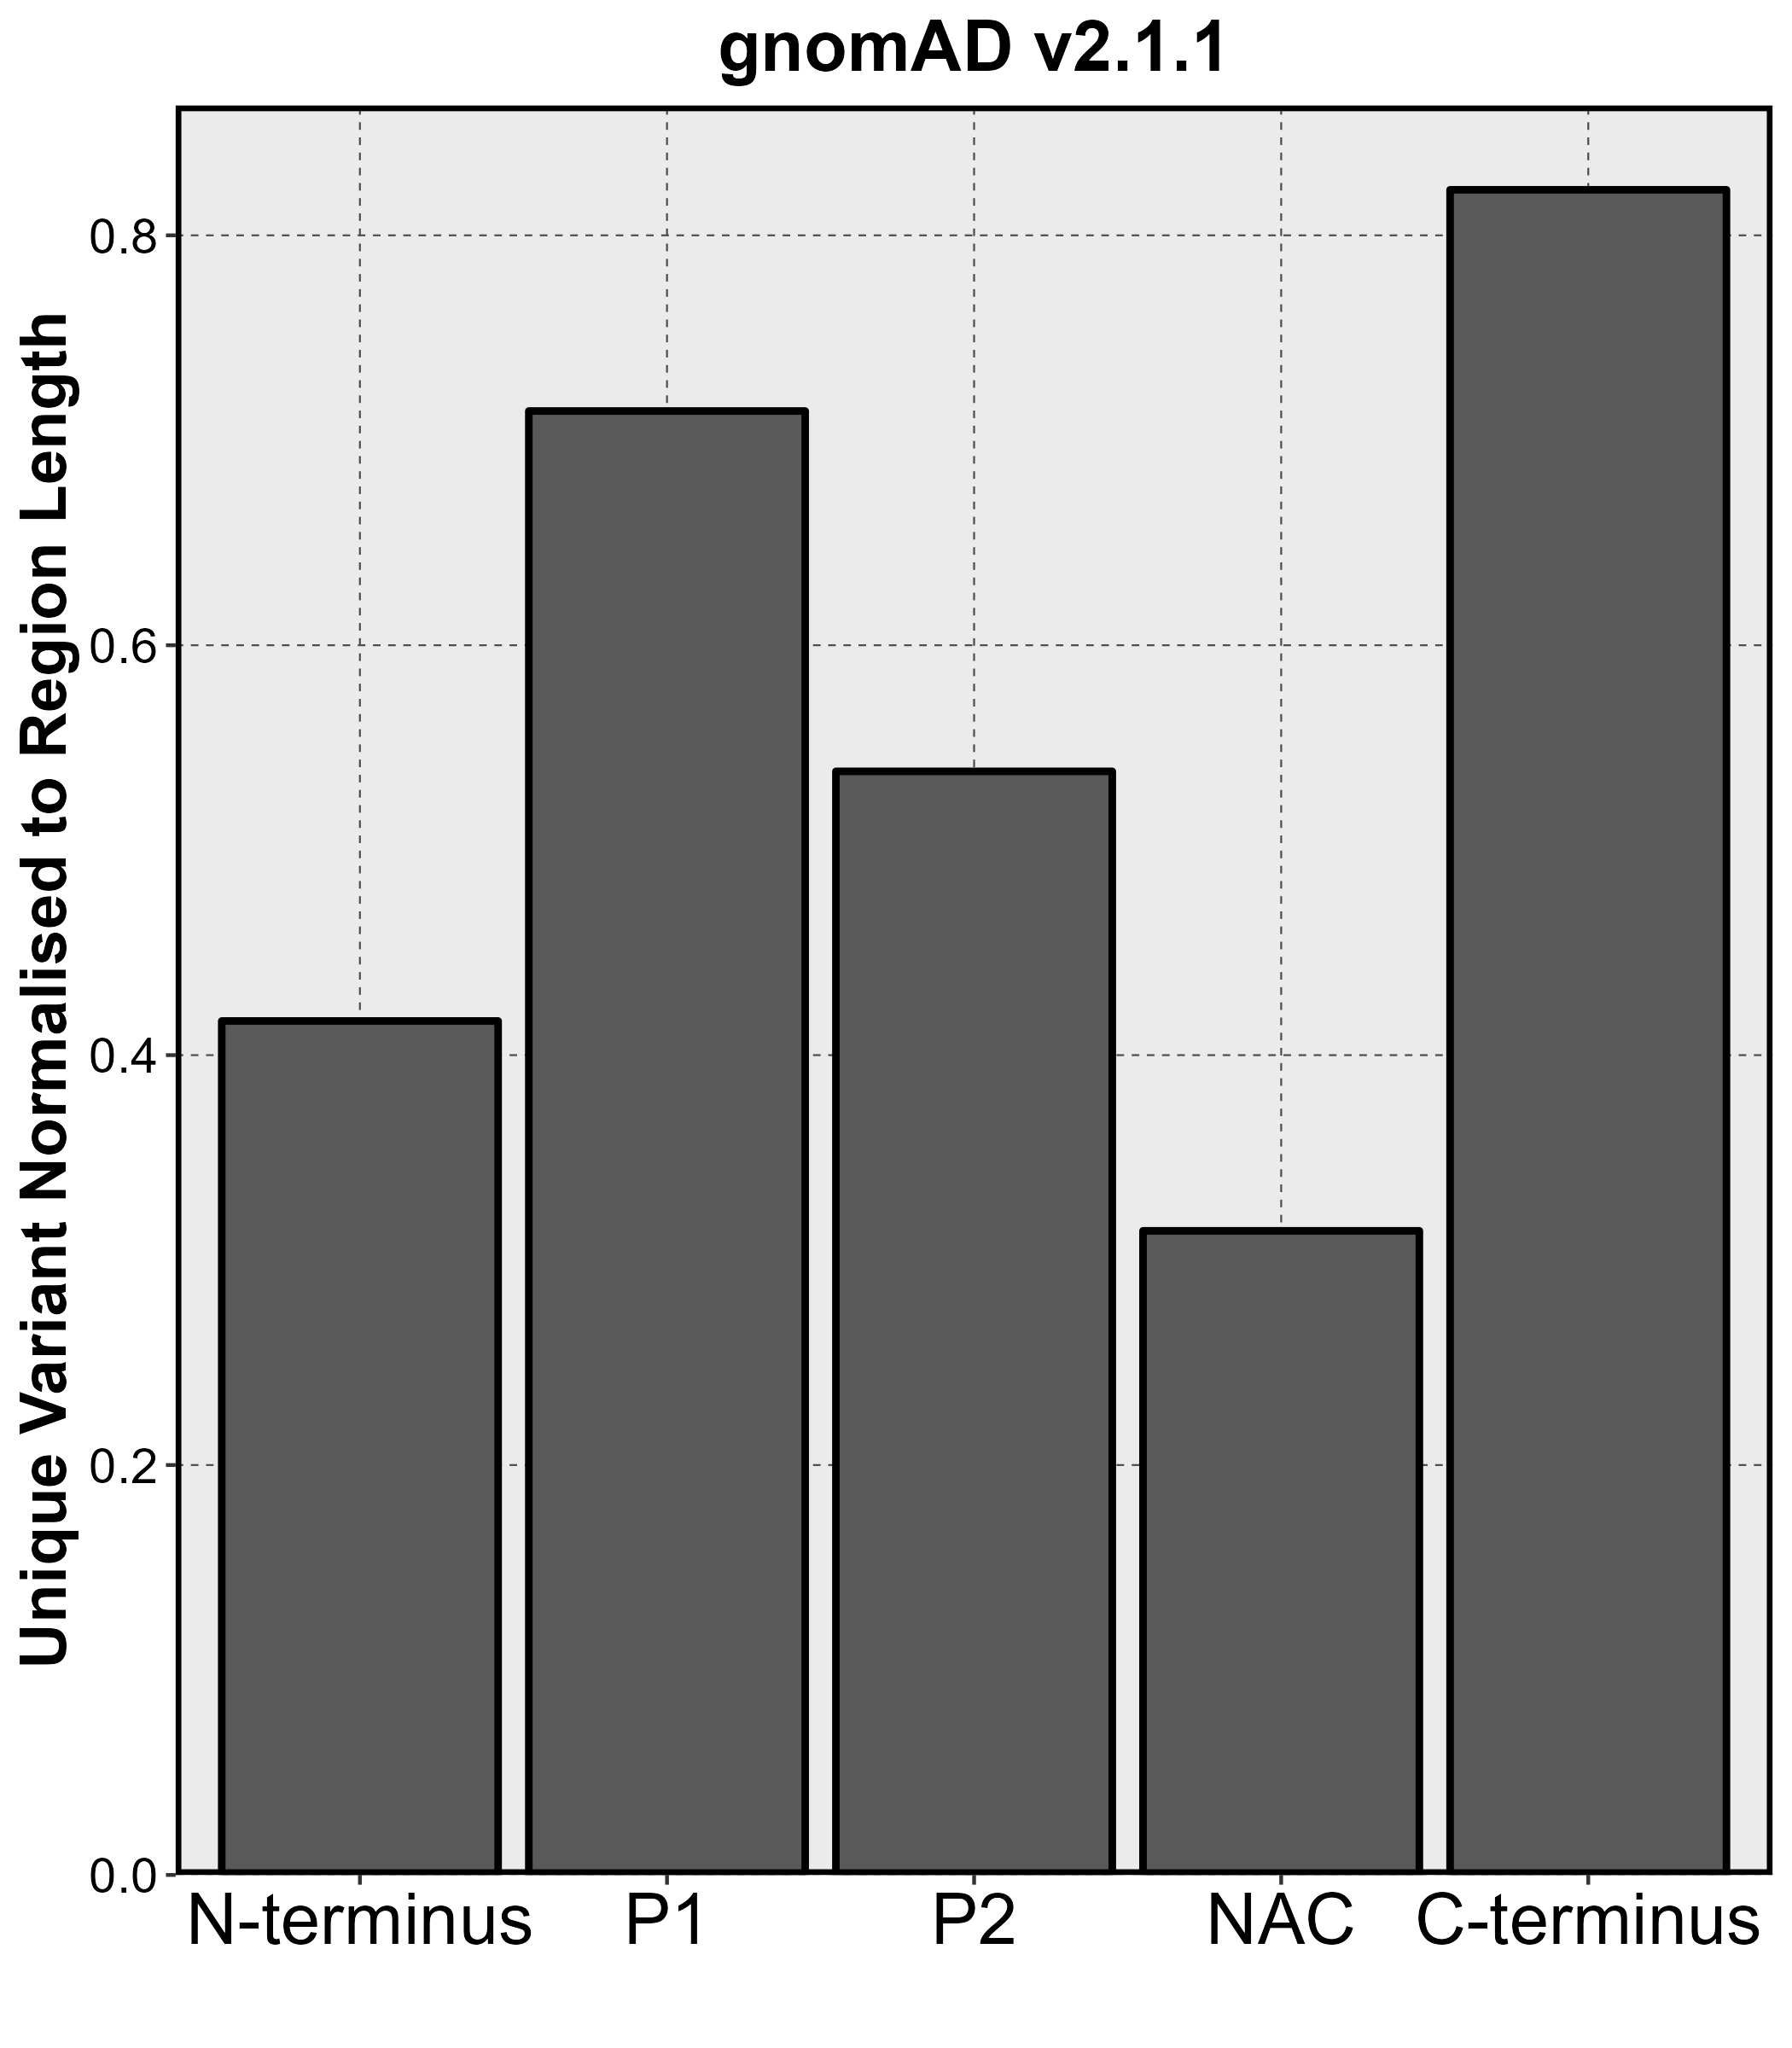 gnomAD v2.1.1
Unique Variant Normalised to Region Length
0.8
0.6
0.4
0.2
0.0
N-terminus P1 P2 NAC C-terminus